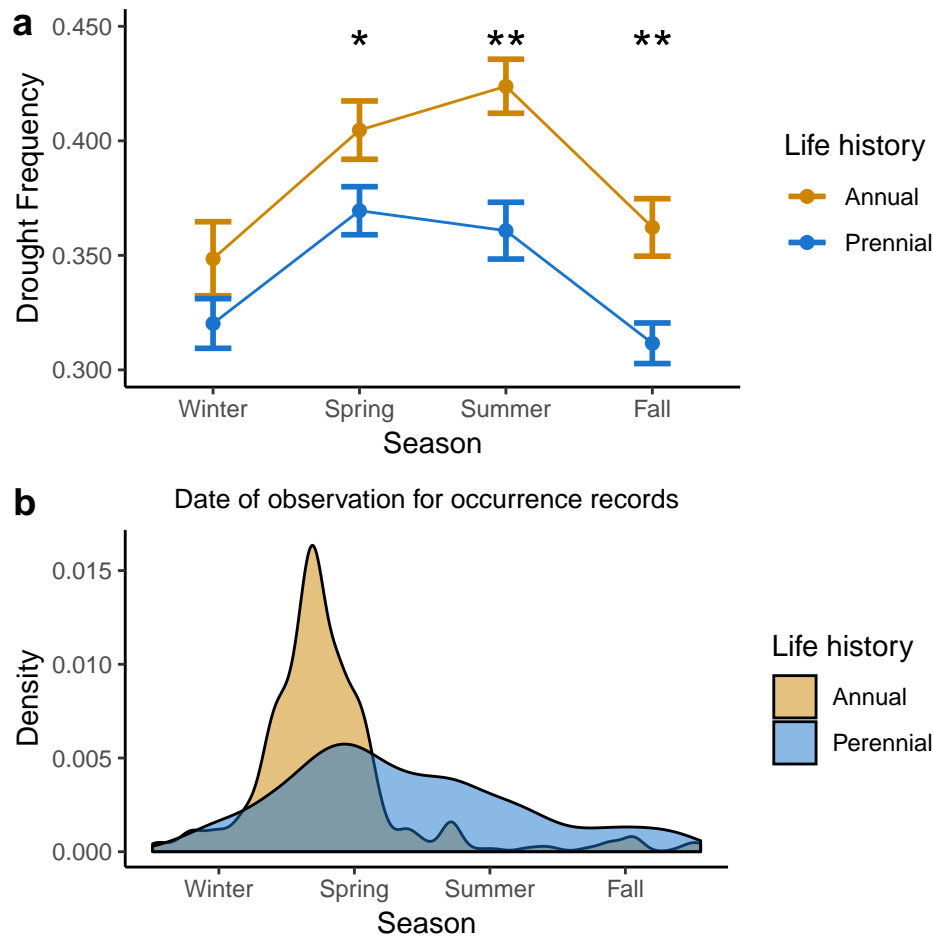 a
0.450
0.400
0.350
0.300
Drought Frequency
* ** **
Winter Spring Summer Fall
Season
Life history
Annual
Prennial
b
Date of observation for occurrence records
0.015
0.010
0.005
0.000
Density
Winter Spring Summer Fall
Season
Life history
Annual
Perennial